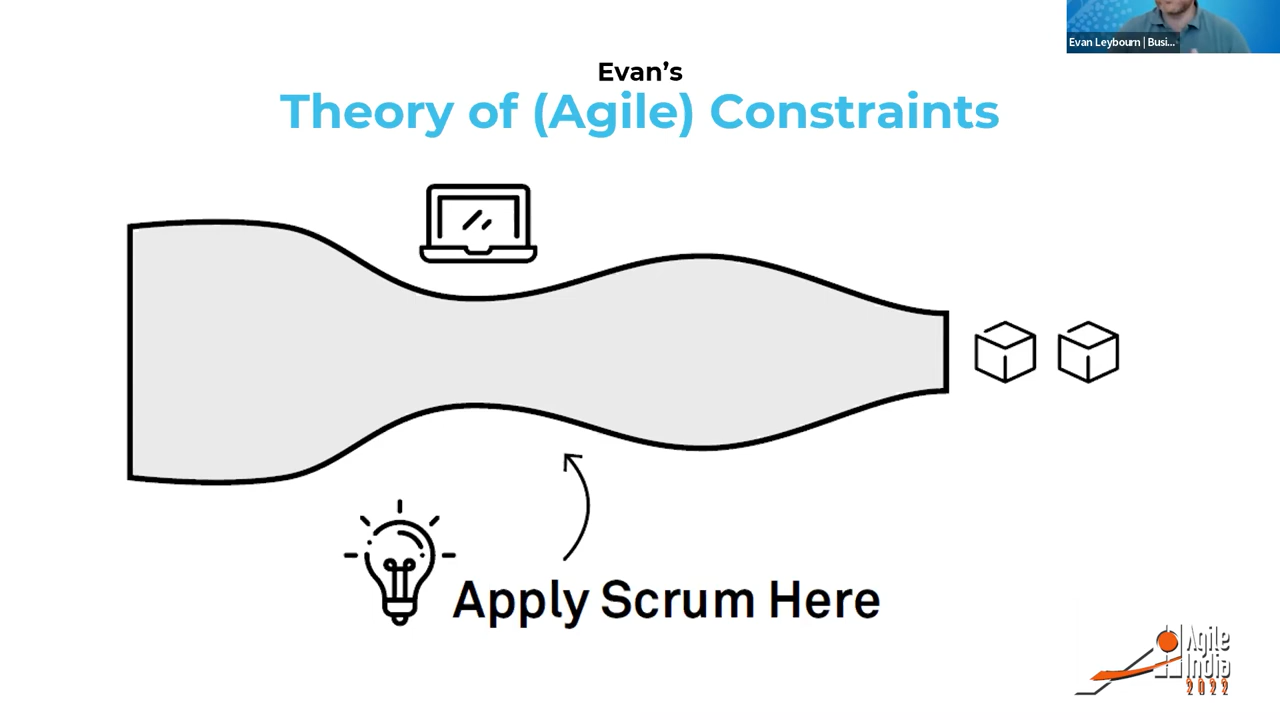 Evan Leybourn | Busi...
Evan's
Theory of (Agile) Constraints
Apply Scrum Here
Agile
India
2022